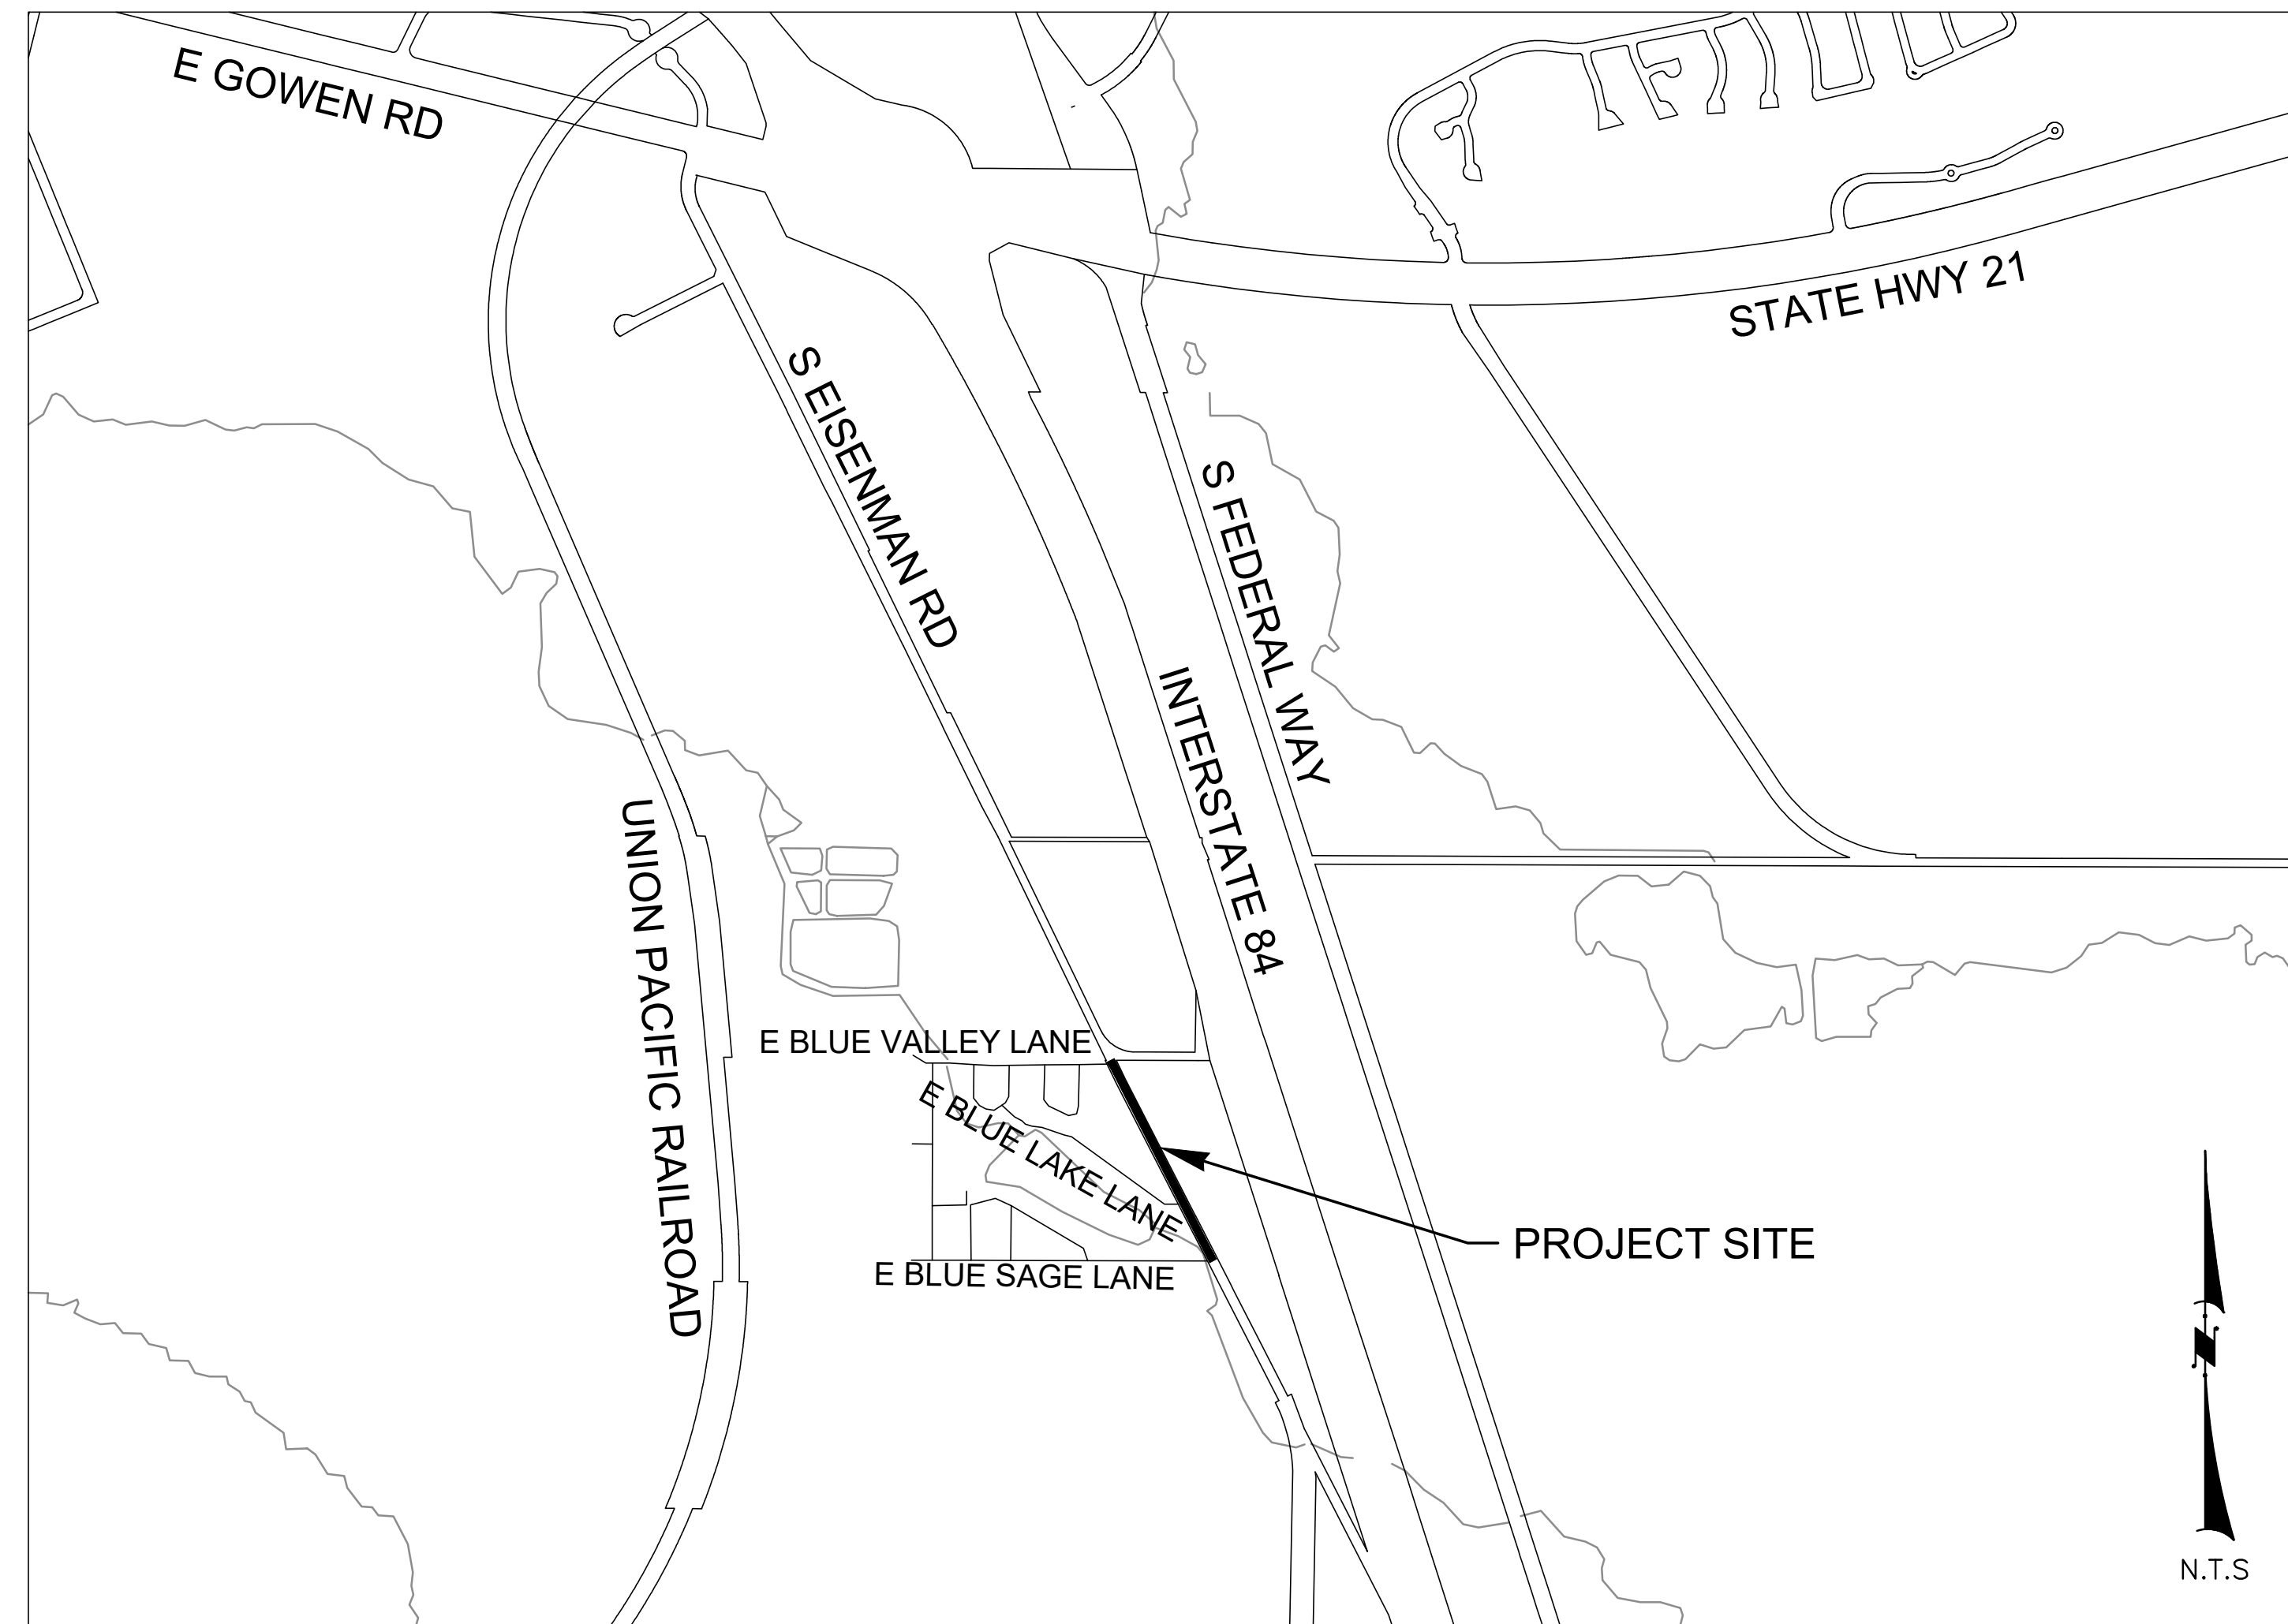 E GOWEN RD
STATE HWY 21
S EISENMAN RD
S FEDERAL WAY
INTERSTATE 84
UNION PACIFIC RAILROAD
E BLUE VALLEY LANE
E BLUE LAKE LANE
PROJECT SITE
E BLUE SAGE LANE
N
N.T.S